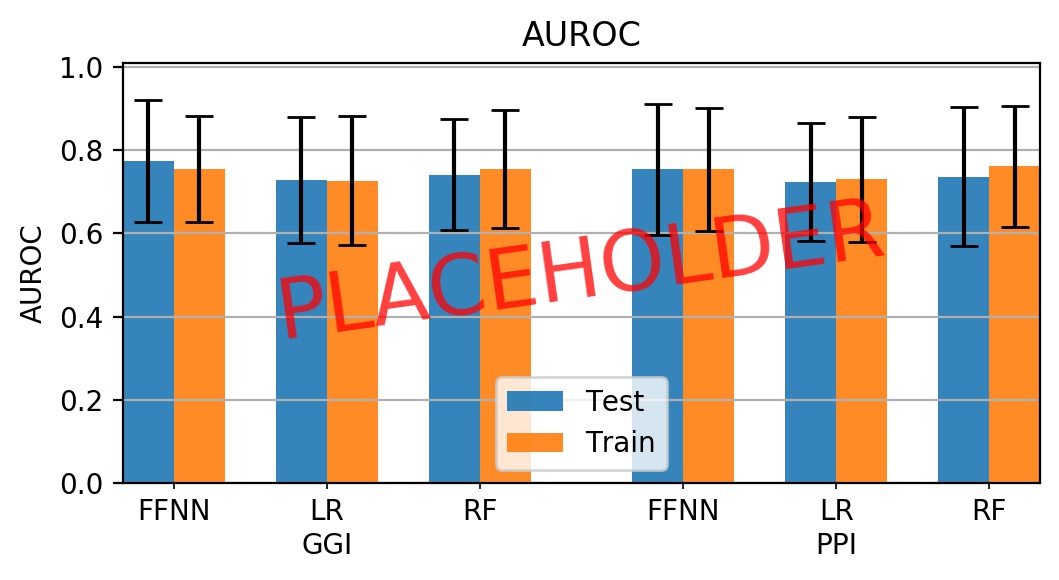 AUROC
AUROC
1.0
0.8
0.6
0.4
0.2
0.0
PLACEHOLDER
Test
Train
FFNN LR RF FFNN LR RF
GGI PPI